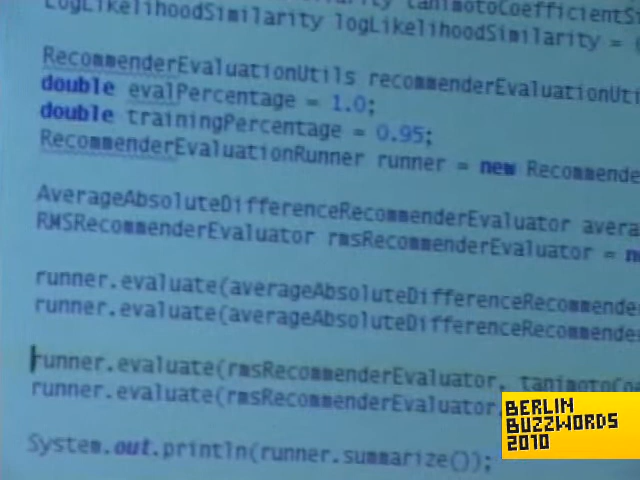 LogLikelihoodSimilarity logLikelihoodSimilarity =
RecommenderEvaluationUtils recommenderEvaluationUti
double evalPercentage = 1.0;
double trainingPercentage = 0.95;
RecommenderEvaluationRunner runner = new Recommende
AverageAbsoluteDifferenceRecommenderEvaluator avera
RMSRecommenderEvaluator rmsRecommenderEvaluator = n
runner.evaluate(averageAbsoluteDifferenceRecommende
runner.evaluate(averageAbsoluteDifferenceRecommende
runner.evaluate(rmsRecommenderEvaluator, tanimotoCoe
runner.evaluate(rmsRecommenderEvaluator,
System.out.println(runner.summarize());
BERLIN
BUZZWORDS
2010